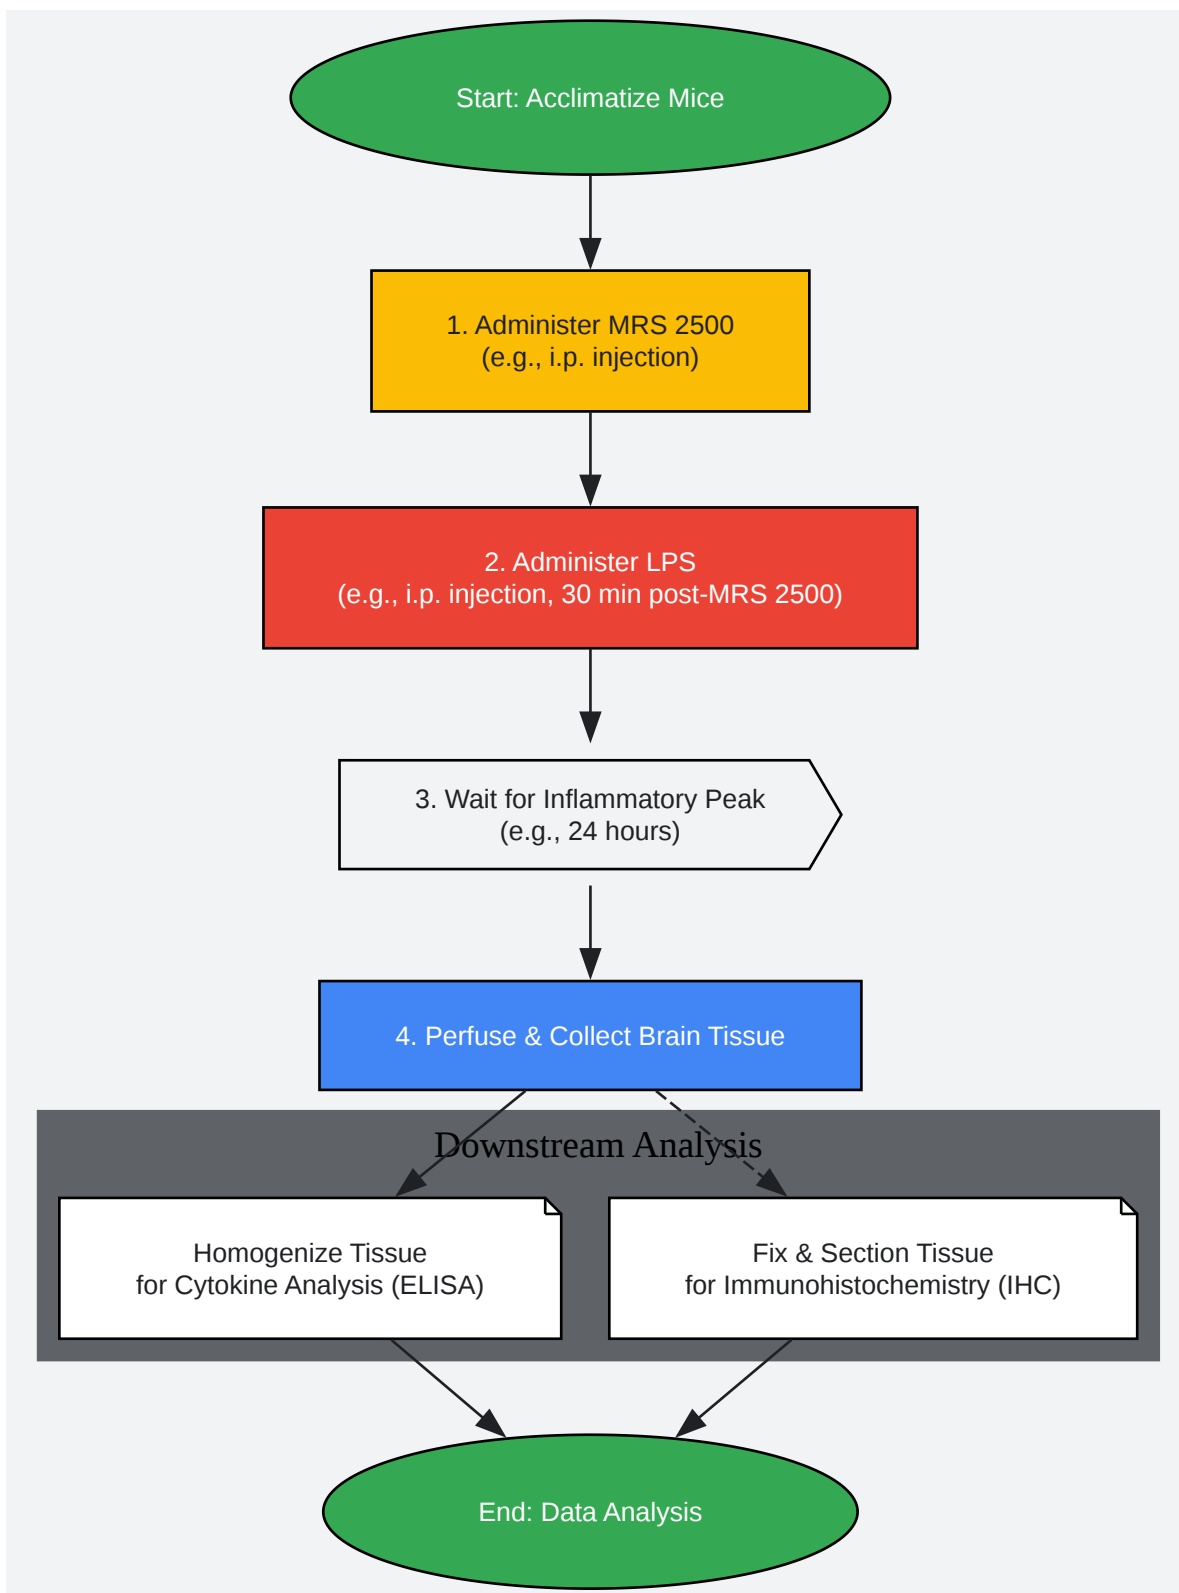 Start: Acclimatize Mice
1. Administer MRS 2500
(e.g., i.p. injection)
2. Administer LPS
(e.g., i.p. injection, 30 min post-MRS 2500)
3. Wait for Inflammatory Peak
(e.g., 24 hours)
4. Perfuse & Collect Brain Tissue
Downstream Analysis
Homogenize Tissue
for Cytokine Analysis (ELISA)
Fix & Section Tissue
for Immunohistochemistry (IHC)
End: Data Analysis